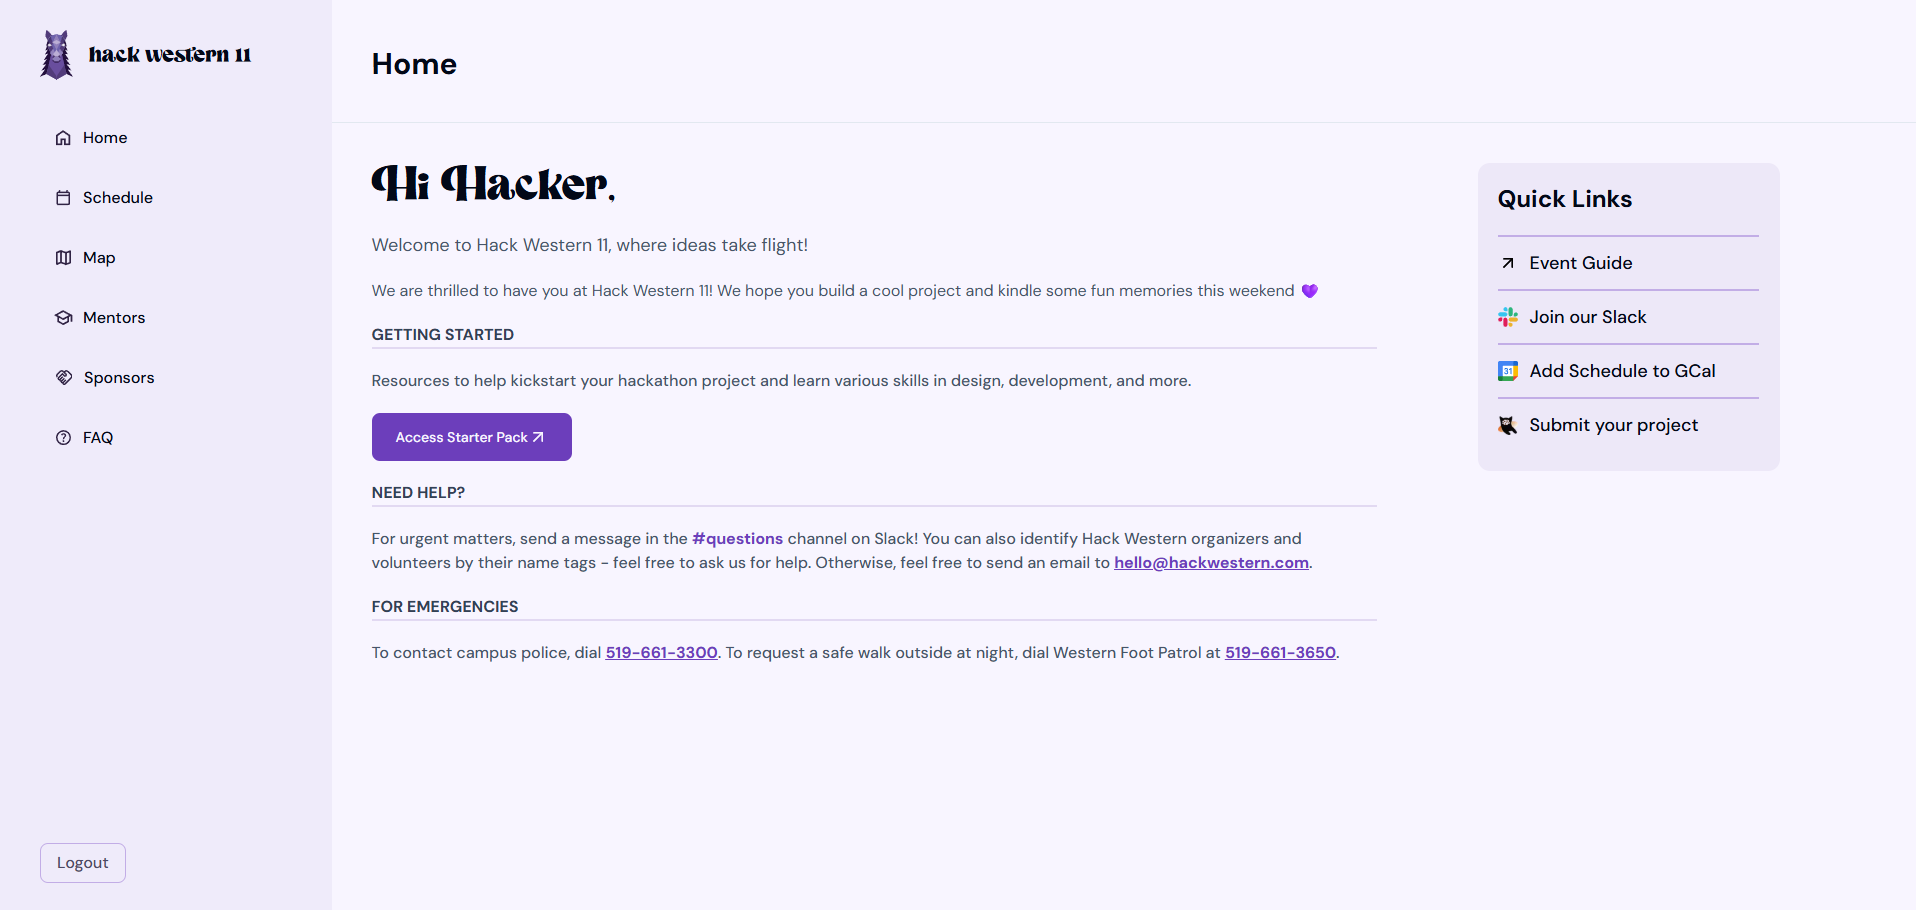 hack western 11
Home
Schedule
Map
Mentors
Sponsors
FAQ
Logout
Home
Hi Hacker,
Welcome to Hack Western 11, where ideas take flight!
We are thrilled to have you at Hack Western 11! We hope you build a cool project and kindle some fun memories this weekend 💜
GETTING STARTED
Resources to help kickstart your hackathon project and learn various skills in design, development, and more.
Access Starter Pack
NEED HELP?
For urgent matters, send a message in the #questions channel on Slack! You can also identify Hack Western organizers and
volunteers by their name tags - feel free to ask us for help. Otherwise, feel free to send an email to hello@hackwestern.com.
FOR EMERGENCIES
To contact campus police, dial 519-661-3300. To request a safe walk outside at night, dial Western Foot Patrol at 519-661-3650.
Quick Links
Event Guide
Join our Slack
31 Add Schedule to GCal
Submit your project